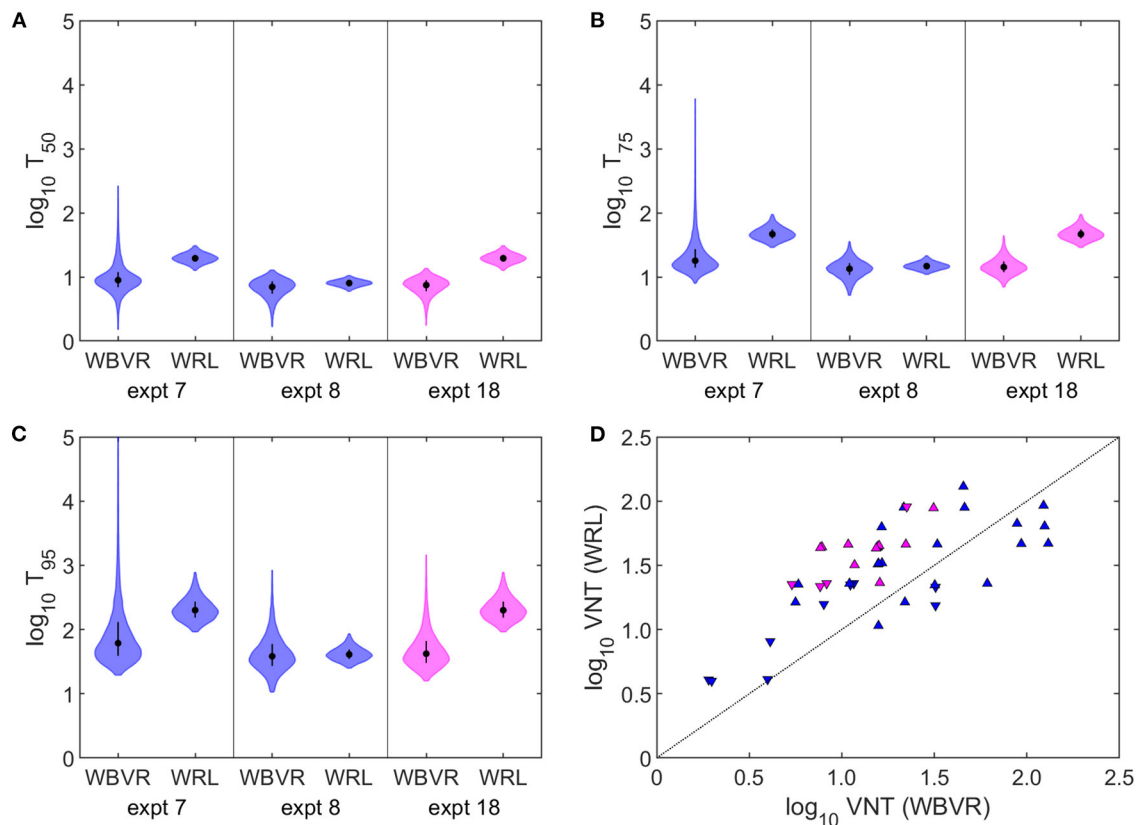 A
log10 T50
5
4
3
2
1
0
WBVR WRL WBVR WRL WBVR WRL
expt 7 expt 8 expt 18
B
log10 T75
5
4
3
2
1
0
WBVR WRL WBVR WRL WBVR WRL
expt 7 expt 8 expt 18
C
log10 T95
5
4
3
2
1
0
WBVR WRL WBVR WRL WBVR WRL
expt 7 expt 8 expt 18
D
log10 VNT (WRL)
2.5
2.0
1.5
1.0
0.5
0
0 0.5 1.0 1.5 2.0 2.5
log10 VNT (WBVR)